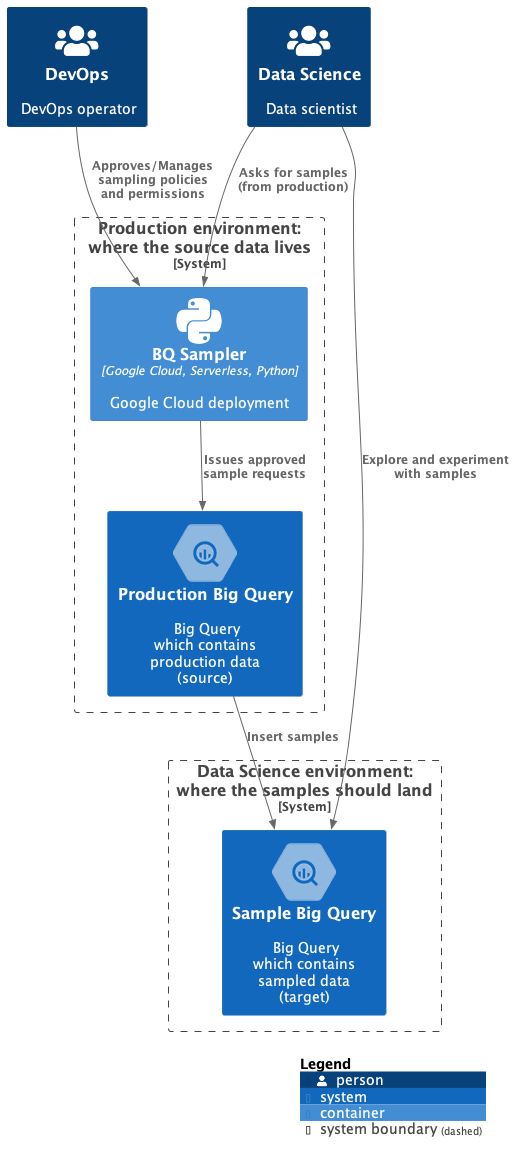 DevOps
DevOps operator
Data Science
Data scientist
Approves/Manages
sampling policies
and permissions
Asks for samples
(from production)
Production environment:
where the source data lives
[System]
BQ Sampler
[Google Cloud, Serverless, Python]
Google Cloud deployment
Issues approved
sample requests
Explore and experiment
with samples
Production Big Query
Big Query
which contains
production data
(source)
Insert samples
Data Science environment:
where the samples should land
[System]
Sample Big Query
Big Query
which contains
sampled data
(target)
Legend
person
system
container
system boundary (dashed)